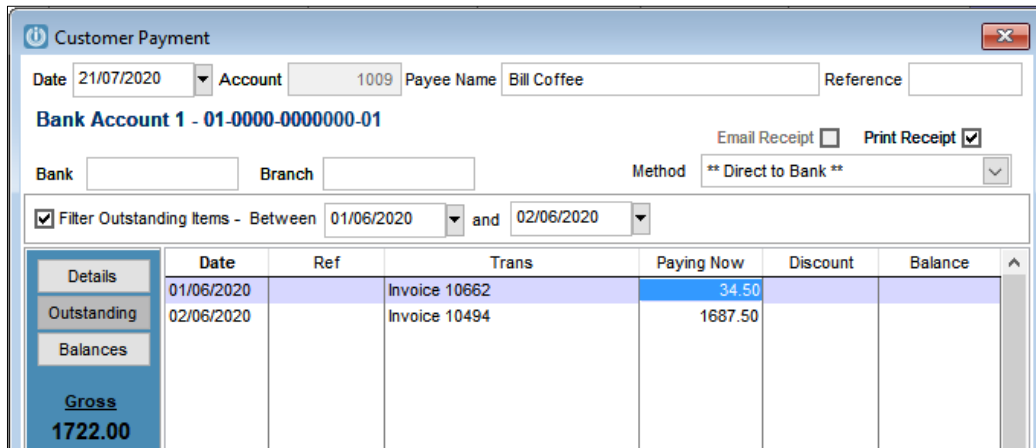 Customer Payment
Date 21/07/2020 Account 1009 Payee Name Bill Coffee Reference
Bank Account 1 - 01-0000-0000000-01
Email Receipt Print Receipt
Bank Branch Method ** Direct to Bank **
Filter Outstanding Items - Between 01/06/2020 and 02/06/2020
Details Date Ref Trans Paying Now Discount Balance
01/06/2020 Invoice 10662 34.50
Outstanding 02/06/2020 Invoice 10494 1687.50
Balances
Gross
1722.00